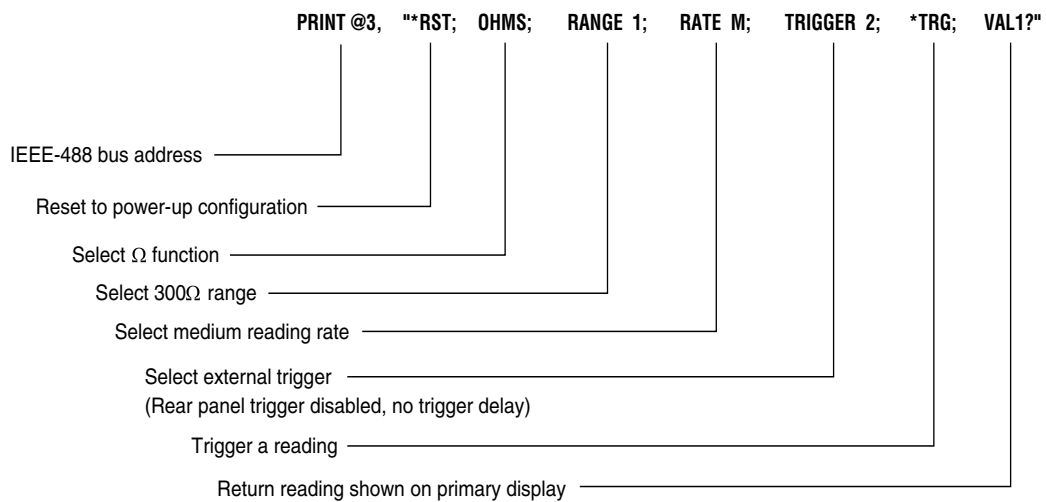 PRINT @3, "*RST; OHMS; RANGE 1; RATE M; TRIGGER 2; *TRG; VAL1?"
IEEE-488 bus address
Reset to power-up configuration
Select Ω function
Select 300Ω range
Select medium reading rate
Select external trigger
(Rear panel trigger disabled, no trigger delay)
Trigger a reading
Return reading shown on primary display